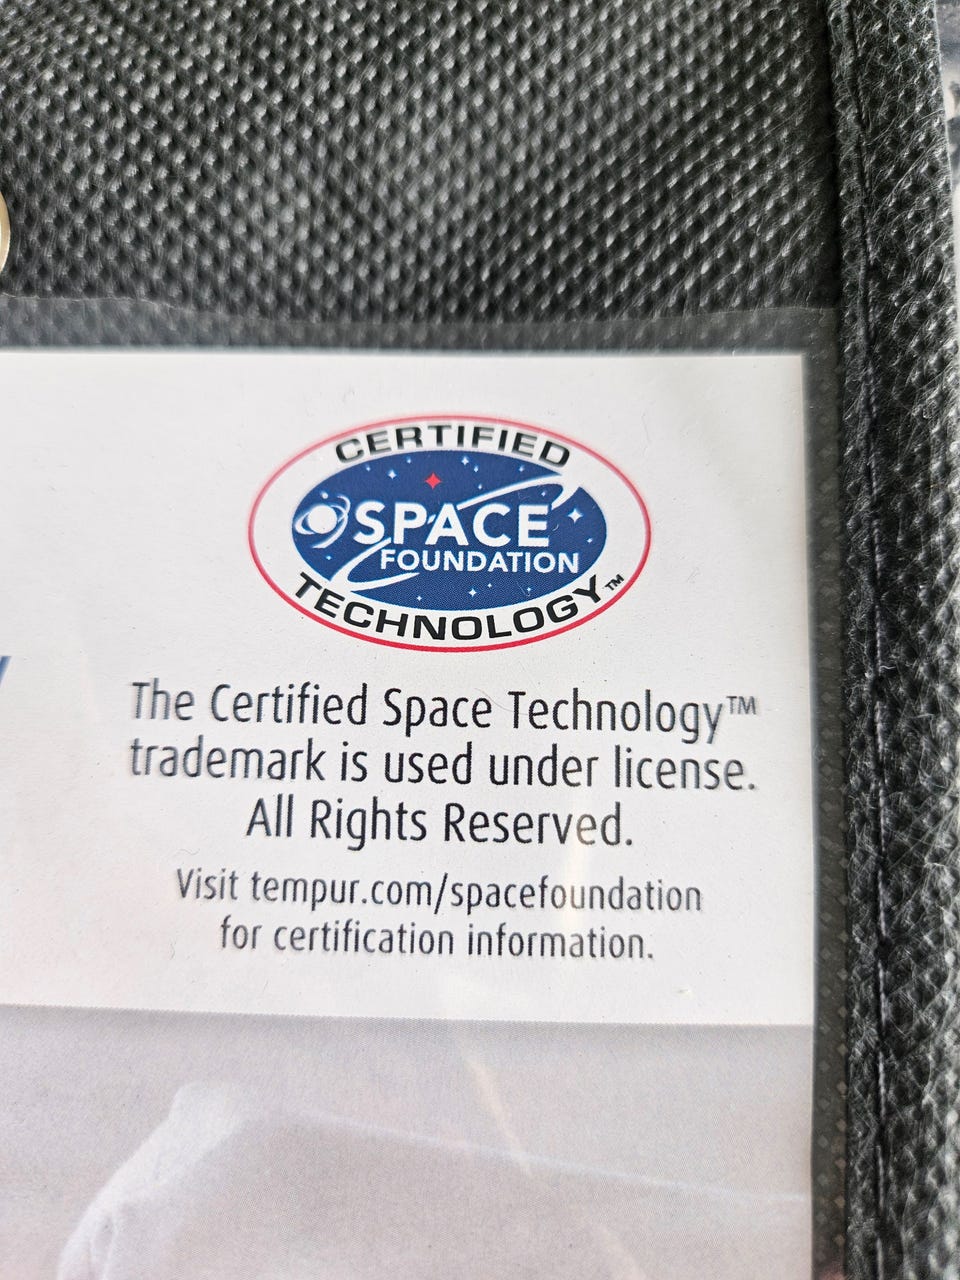 CERTIFIED
SPACE
FOUNDATION
TECHNOLOGY™
The Certified Space Technology™
trademark is used under license.
All Rights Reserved.
Visit tempur.com/spacefoundation
for certification information.